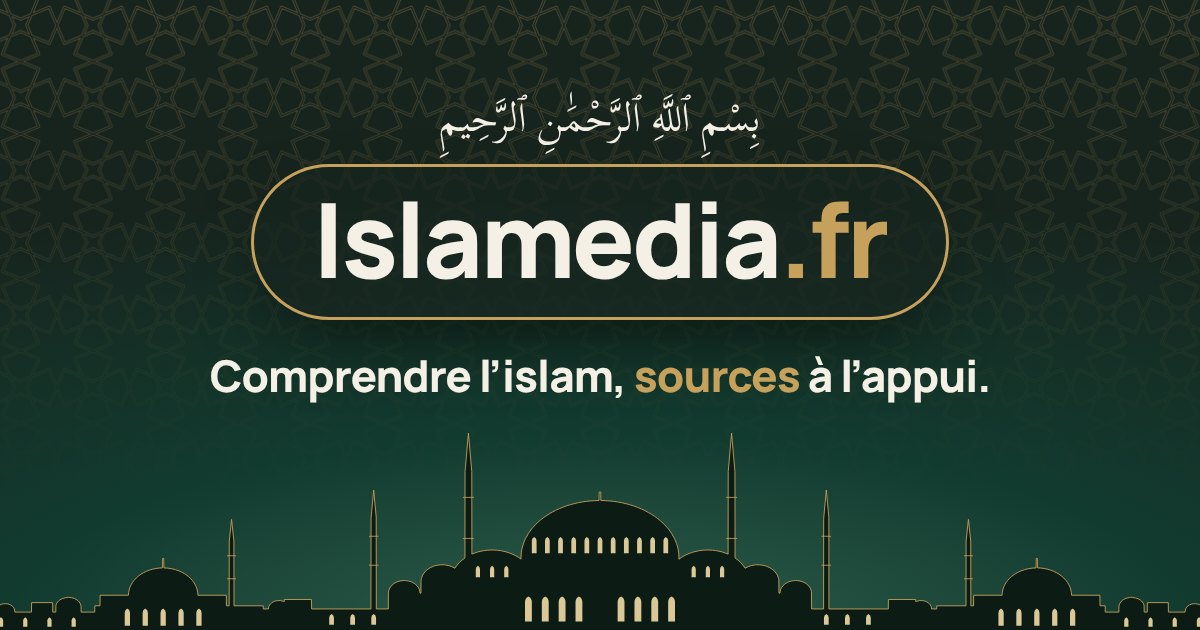 بِسْمِ ٱللَّهِ ٱلرَّحْمَٰنِ ٱلرَّحِيمِ
Islamedia.fr
Comprendre l’islam, sources à l’appui.